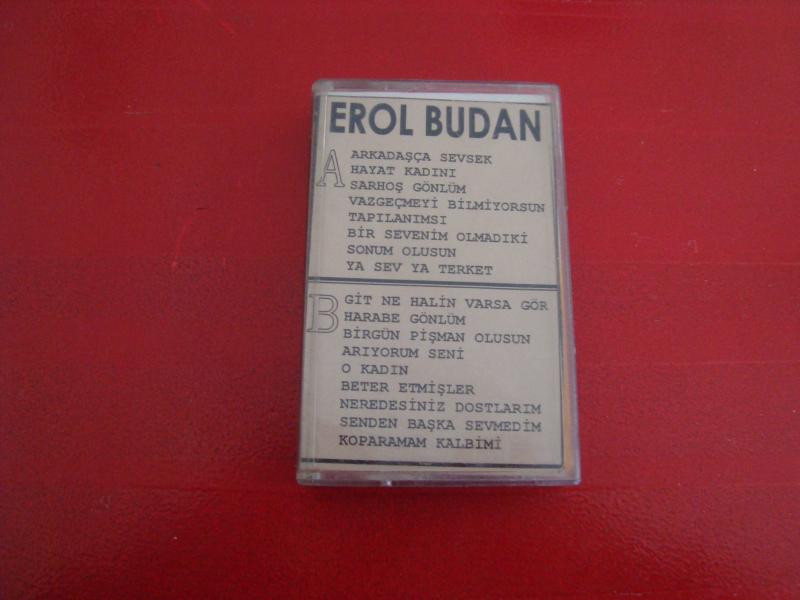 EROL BUDAN
A
ARKADAŞÇA SEVSEK
HAYAT KADINI
SARHOŞ GÖNLÜM
VAZGEÇMEYİ BİLMİYORSUN
TAPILANIMSI
BİR SEVENİM OLMADIKİ
SONUM OLUSUN
YA SEV YA TERKET
B
GİT NE HALİN VARSA GÖR
HARABE GÖNLÜM
BİRGÜN PİŞMAN OLUSUN
ARIYORUM SENİ
O KADIN
BETER ETMİŞLER
NEREDESİNİZ DOSTLARIM
SENDEN BAŞKA SEVMEDİM
KOPARAMAM KALBİMİ